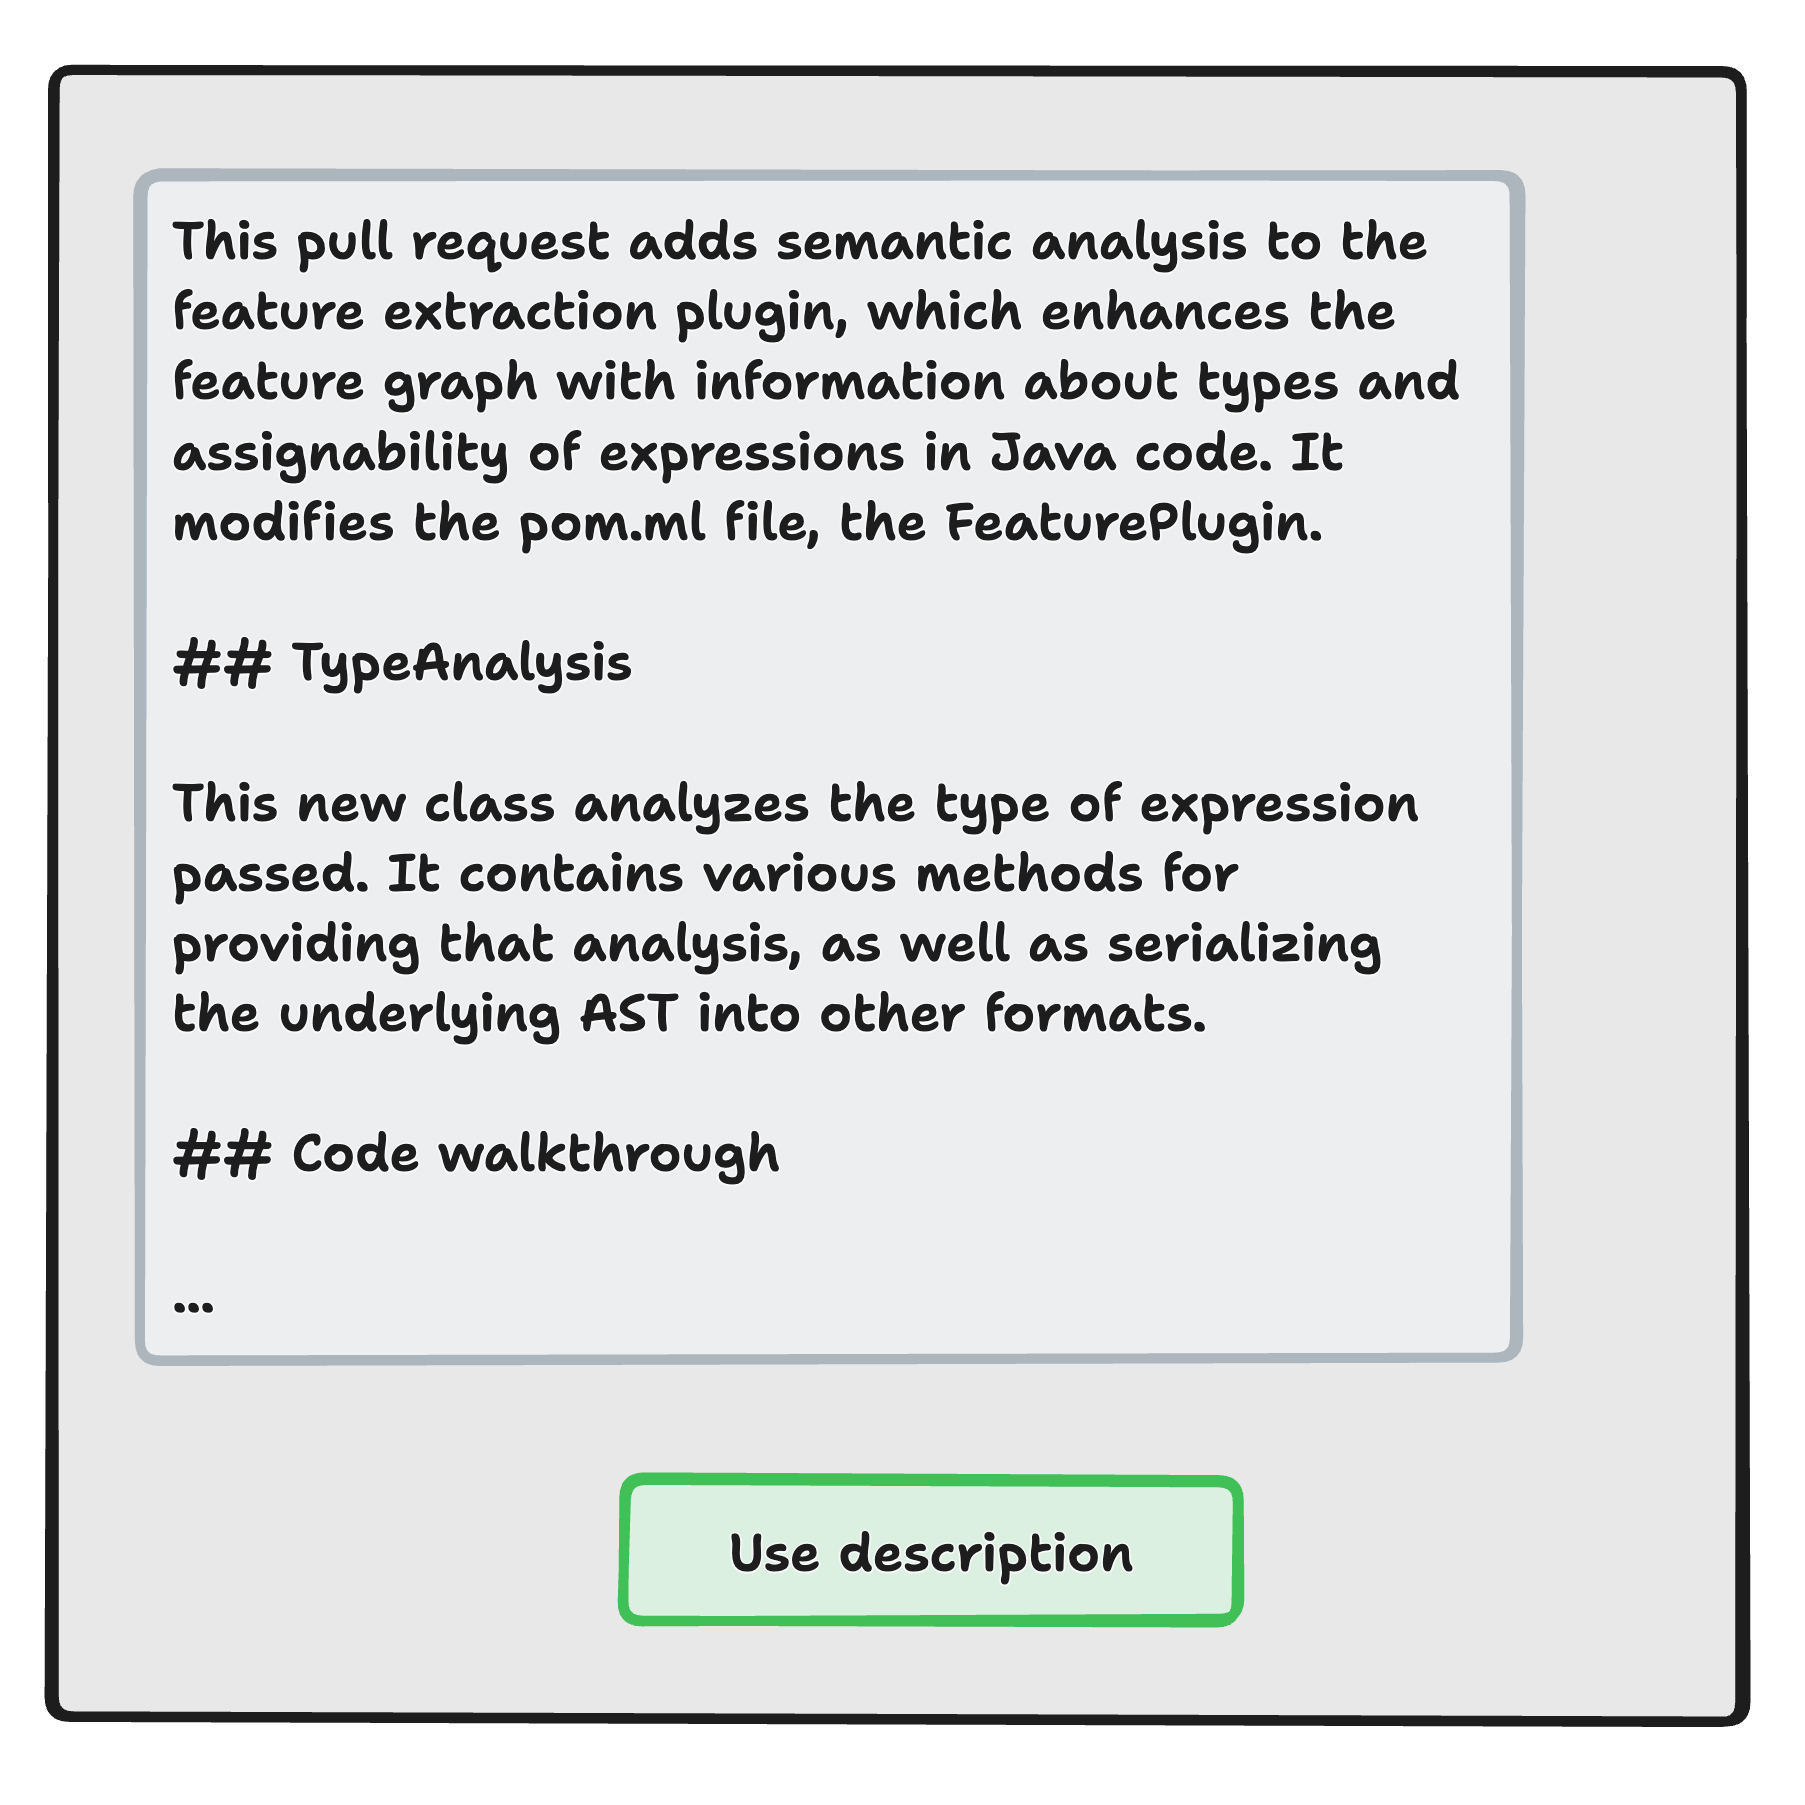 This pull request adds semantic analysis to the
feature extraction plugin, which enhances the
feature graph with information about types and
assignability of expressions in Java code. It
modifies the pom.ml file, the FeaturePlugin.
## TypeAnalysis
This new class analyzes the type of expression
passed. It contains various methods for
providing that analysis, as well as serializing
the underlying AST into other formats.
## Code walkthrough
...
Use description